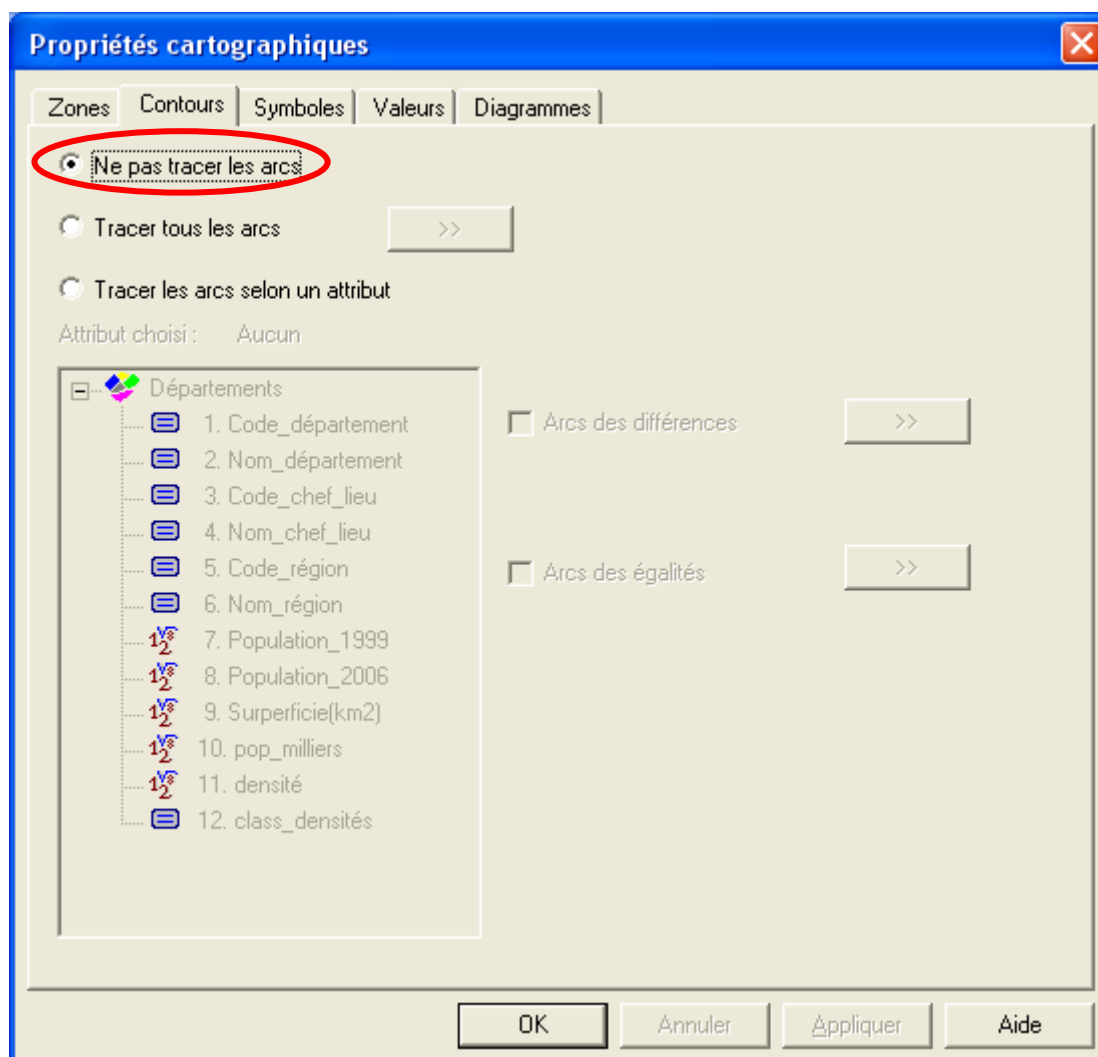 Propriétés cartographiques
Zones Contours Symboles Valeurs Diagrammes
Ne pas tracer les arcs
Tracer tous les arcs >>
Tracer les arcs selon un attribut
Attribut choisi : Aucun
Départements
1. Code_département
2. Nom_département
3. Code_chef_lieu
4. Nom_chef_lieu
5. Code_région
6. Nom_région
7. Population_1999
8. Population_2006
9. Surperficie(km2)
10. pop_milliers
11. densité
12. class_densités
Arcs des différences >>
Arcs des égalités >>
OK Annuler Appliquer Aide